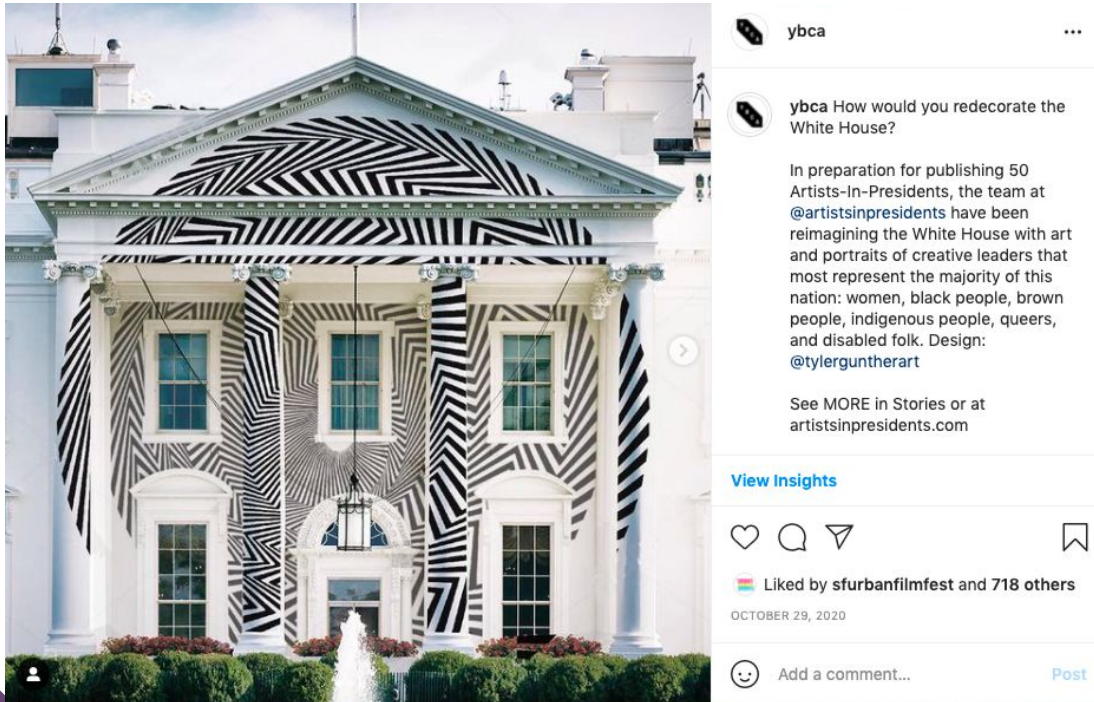 ybca
ybca How would you redecorate the
White House?
In preparation for publishing 50
Artists-In-Presidents, the team at
@artistsinpresidents have been
reimagining the White House with art
and portraits of creative leaders that
most represent the majority of this
nation: women, black people, brown
people, indigenous people, queers,
and disabled folk. Design:
@tylerguntherart
See MORE in Stories or at
artistsinpresidents.com
View Insights
Liked by sfurbanfilmfest and 718 others
OCTOBER 29, 2020
Add a comment... Post